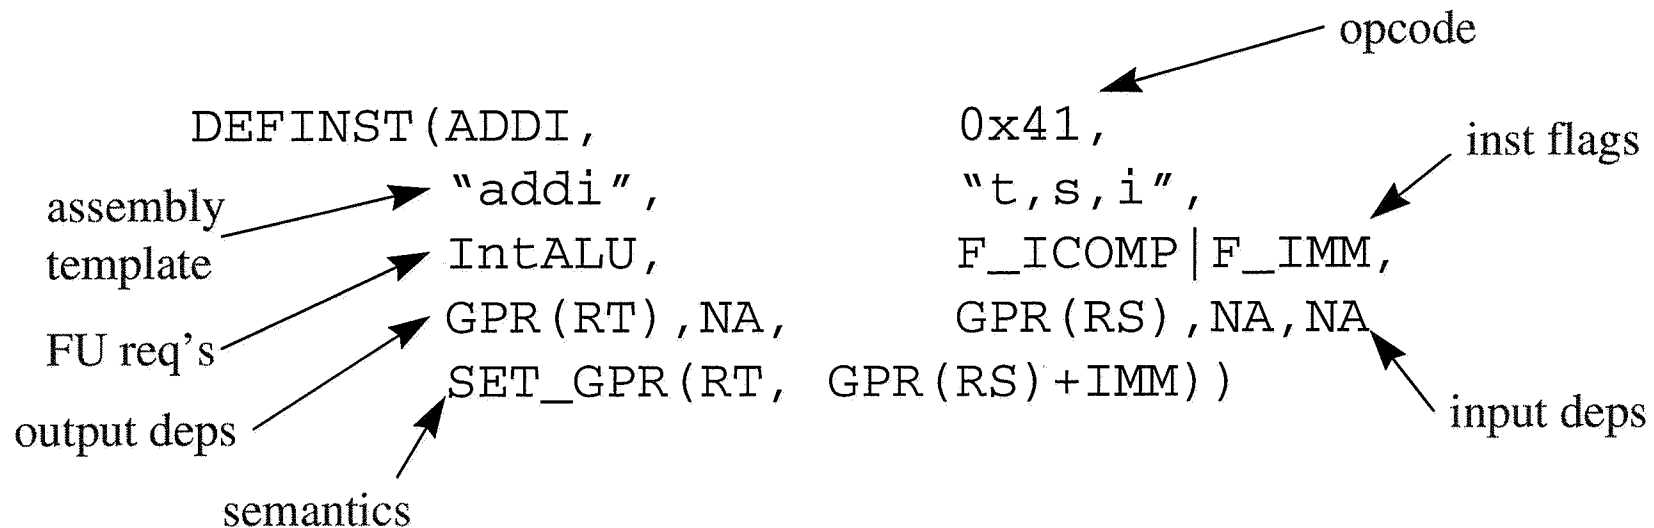 opcode
DEFINST(ADDI, 0x41,
inst flags
assembly
template
"addi", "t,s,i",
IntALU, F_ICOMP|F_IMM,
FU req's
GPR(RT),NA, GPR(RS),NA,NA
output deps
SET_GPR(RT, GPR(RS)+IMM))
input deps
semantics